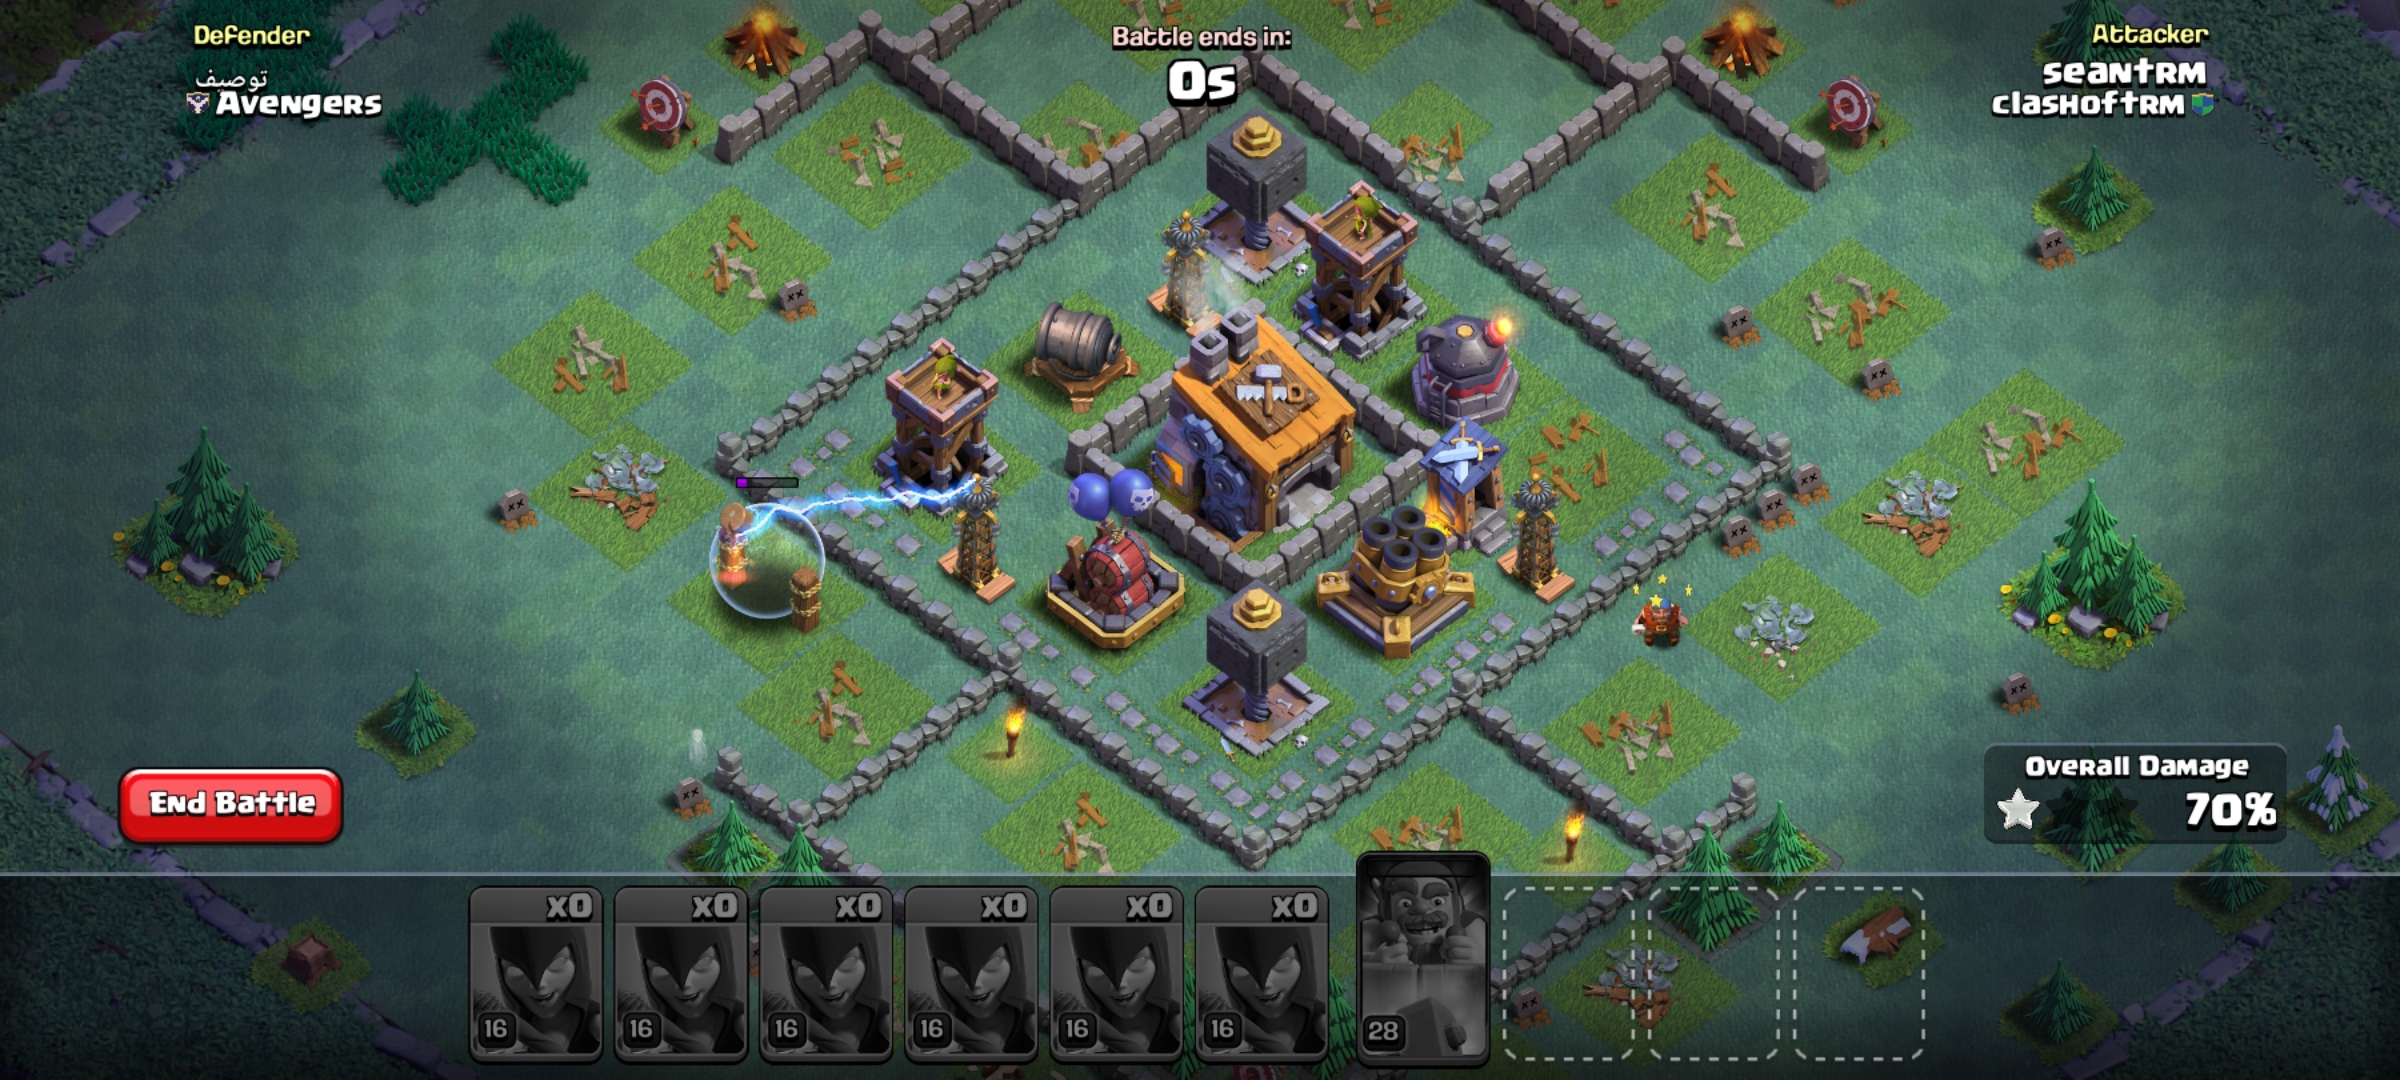 Defender
توصيف
Avengers
Battle ends in:
0s
Attacker
seantRM
clashoftRM
End Battle
Overall Damage
70%
x0
x0
x0
x0
x0
x0
16
16
16
16
16
16
28